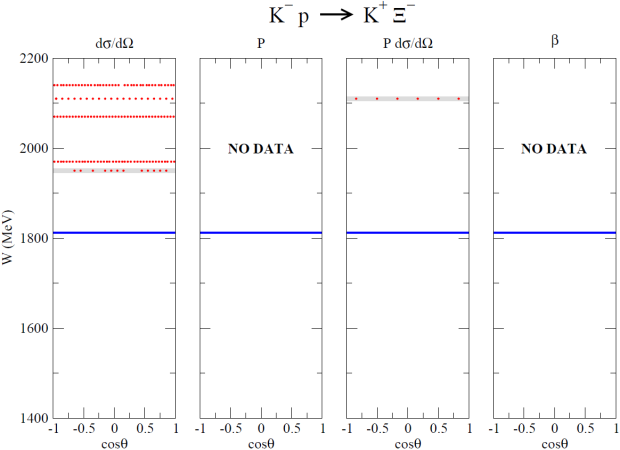 K⁻ p → K⁺ Ξ⁻
dσ/dΩ P P dσ/dΩ β
2200
2000
1800
1600
1400
W (MeV)
NO DATA NO DATA
-1 -0.5 0 0.5 1 -1 -0.5 0 0.5 1 -1 -0.5 0 0.5 1 -1 -0.5 0 0.5 1
cosθ cosθ cosθ cosθ